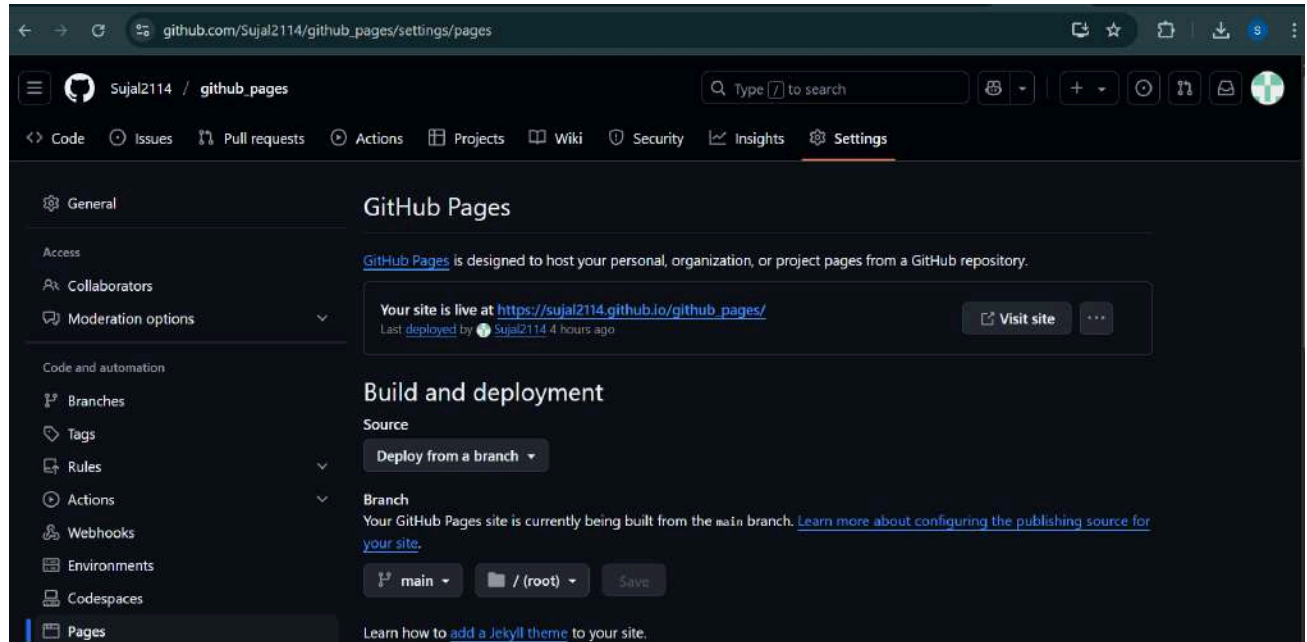 github.com/Sujal2114/github_pages/settings/pages
S
Sujal2114 / github_pages
Type / to search
<> Code Issues Pull requests Actions Projects Wiki Security Insights Settings
General
Access
Collaborators
Moderation options
Code and automation
Branches
Tags
Rules
Actions
Webhooks
Environments
Codespaces
Pages
GitHub Pages
GitHub Pages is designed to host your personal, organization, or project pages from a GitHub repository.
Your site is live at https://sujal2114.github.io/github_pages/
Last deployed by Sujal2114 4 hours ago
Visit site
Build and deployment
Source
Deploy from a branch
Branch
Your GitHub Pages site is currently being built from the main branch. Learn more about configuring the publishing source for
your site.
main / (root) Save
Learn how to add a Jekyll theme to your site.